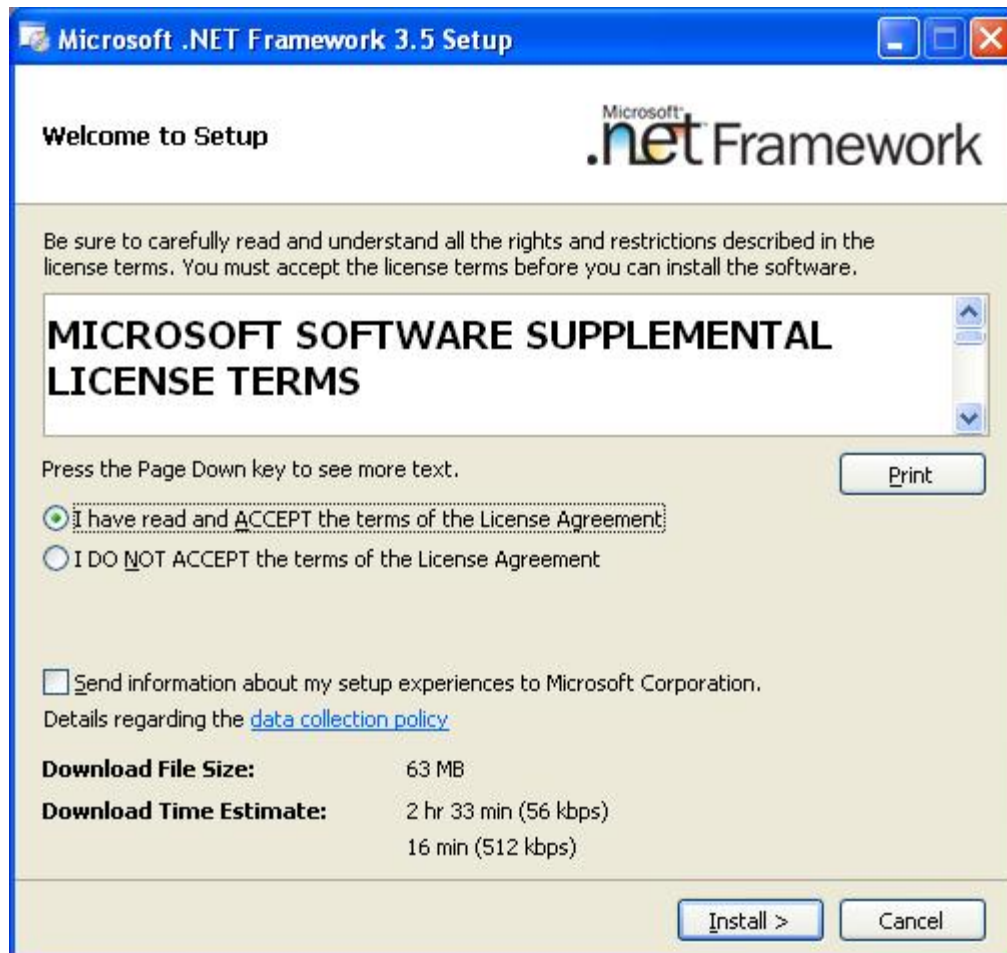 Microsoft .NET Framework 3.5 Setup
Welcome to Setup
Microsoft
.net Framework
Be sure to carefully read and understand all the rights and restrictions described in the
license terms. You must accept the license terms before you can install the software.
MICROSOFT SOFTWARE SUPPLEMENTAL
LICENSE TERMS
Press the Page Down key to see more text.
Print
I have read and ACCEPT the terms of the License Agreement
I DO NOT ACCEPT the terms of the License Agreement
Send information about my setup experiences to Microsoft Corporation.
Details regarding the data collection policy
Download File Size: 63 MB
Download Time Estimate: 2 hr 33 min (56 kbps)
16 min (512 kbps)
Install > Cancel